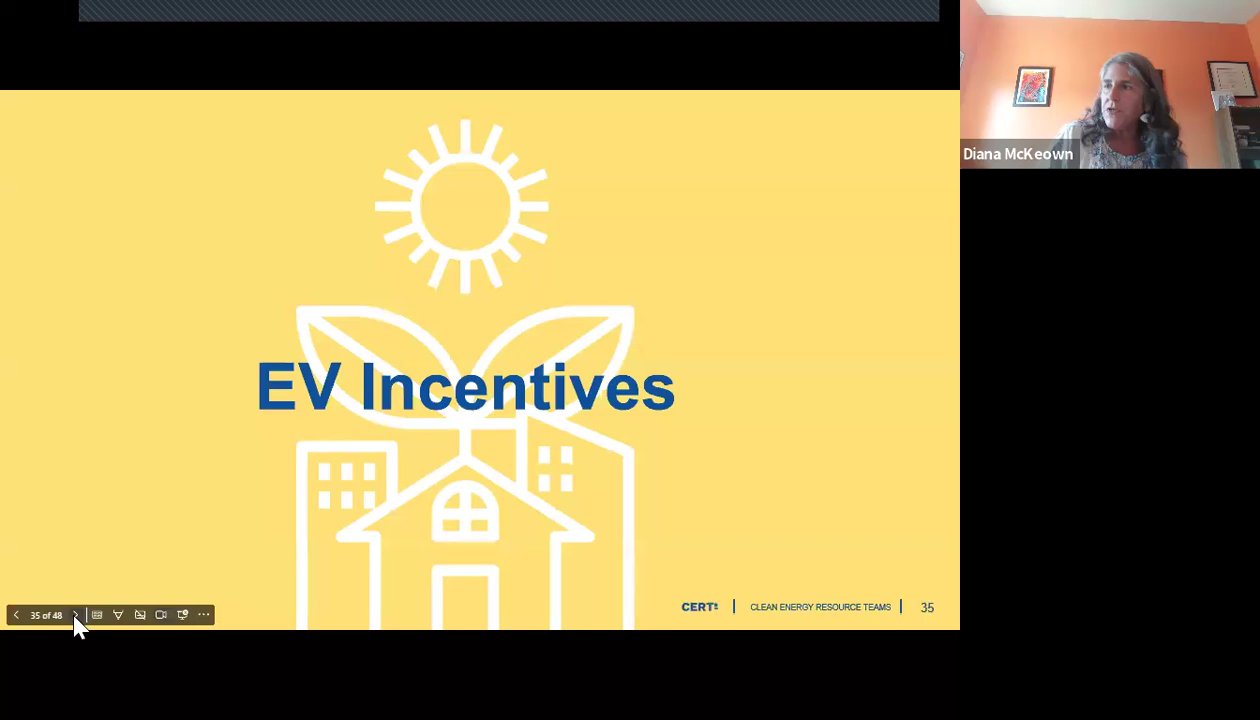 Diana McKeown
EV Incentives
35 of 48
CERTs | CLEAN ENERGY RESOURCE TEAMS | 35